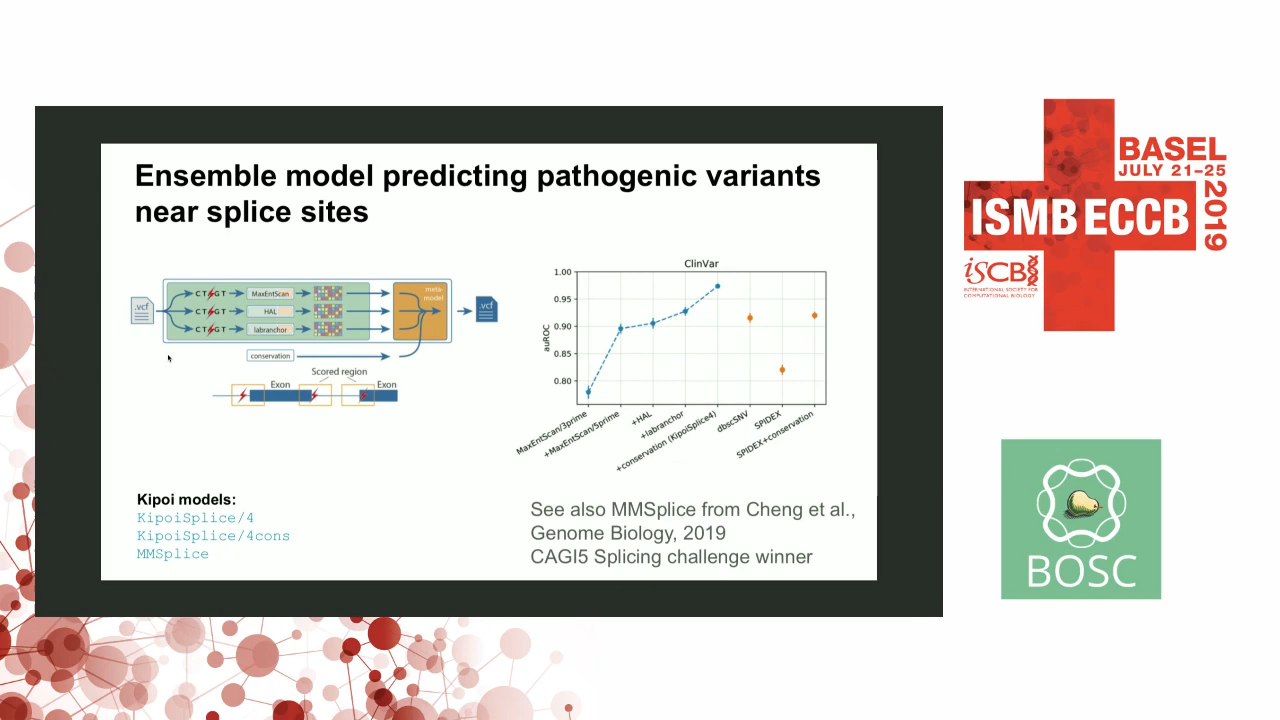 Ensemble model predicting pathogenic variants
near splice sites
.vcf
CT GT
MaxEntScan
CT GT
HAL
CT GT
labranchor
meta-
model
.vcf
conservation
Scored region
Exon
Exon
ClinVar
auROC
1.00
0.95
0.90
0.85
0.80
MaxEntScan/3prime
+MaxEntScan/5prime
+HAL
+labranchor
+conservation (KipoiSplice4)
dbscSNV
SPIDEX
SPIDEX+conservation
Kipoi models:
KipoiSplice/4
KipoiSplice/4cons
MMSplice
See also MMSplice from Cheng et al.,
Genome Biology, 2019
CAGI5 Splicing challenge winner
BASEL
JULY 21–25
2019
ISMB ECCB
iSCB
INTERNATIONAL SOCIETY FOR
COMPUTATIONAL BIOLOGY
BOSC